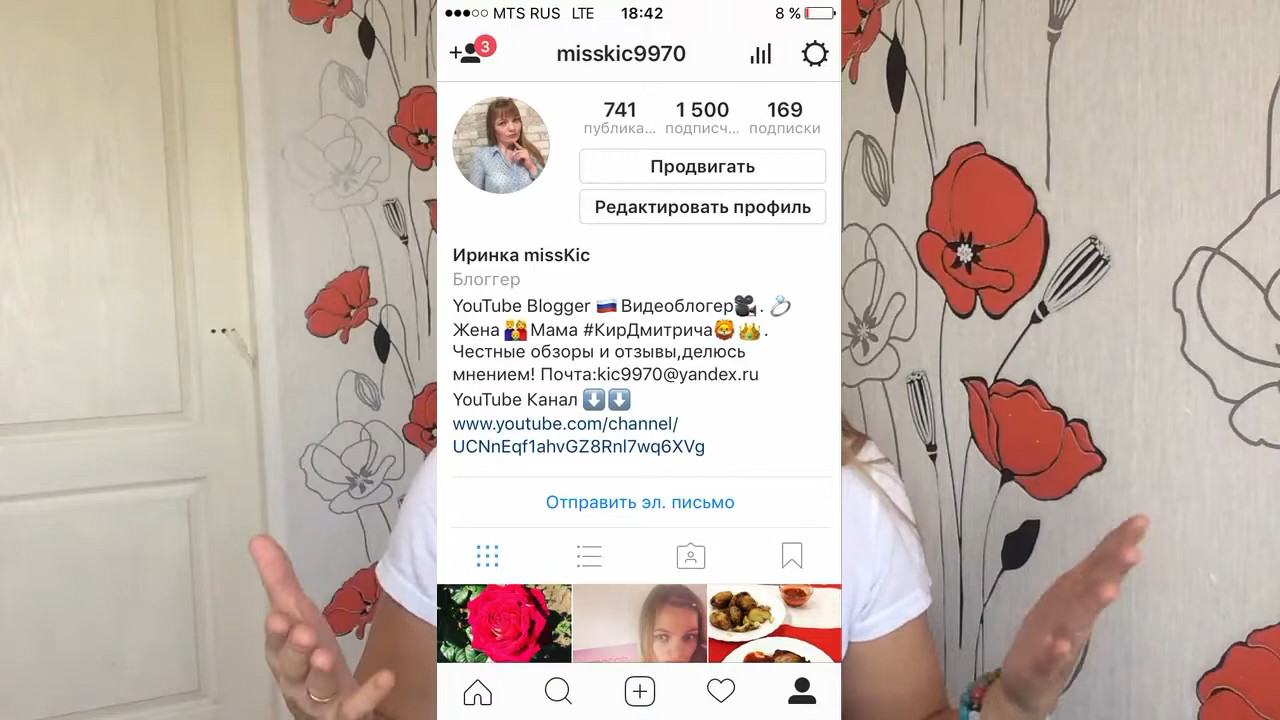 MTS RUS LTE 18:42 8 %
3
misskic9970
741 1 500 169
публика... подписч... подписки
Продвигать
Редактировать профиль
Иринка missKic
Блоггер
YouTube Blogger 🇷🇺 Видеоблогер🎥. 💍
Жена 👫 Мама #КирДмитрича🦁👑.
Честные обзоры и отзывы,делюсь
мнением! Почта:kic9970@yandex.ru
YouTube Канал ⬇️⬇️
www.youtube.com/channel/
UCNnEqf1ahvGZ8Rnl7wq6XVg
Отправить эл. письмо